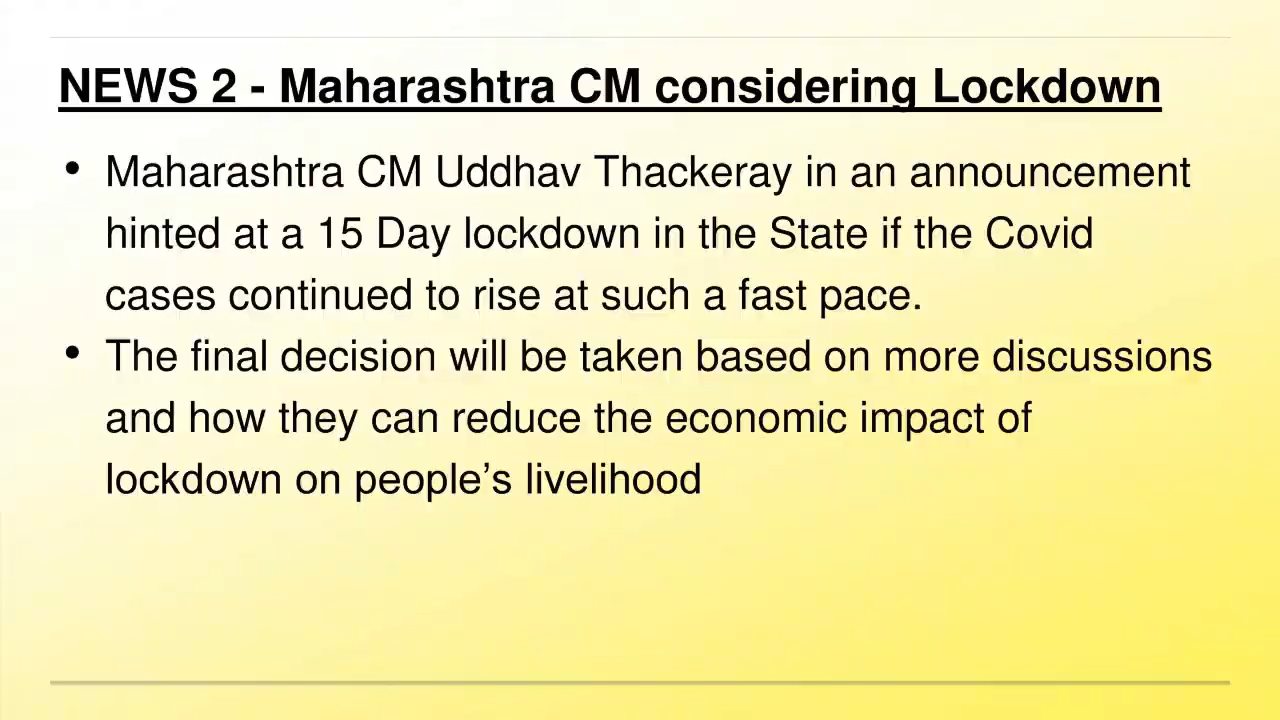 NEWS 2 - Maharashtra CM considering Lockdown
• Maharashtra CM Uddhav Thackeray in an announcement
hinted at a 15 Day lockdown in the State if the Covid
cases continued to rise at such a fast pace.
• The final decision will be taken based on more discussions
and how they can reduce the economic impact of
lockdown on people’s livelihood